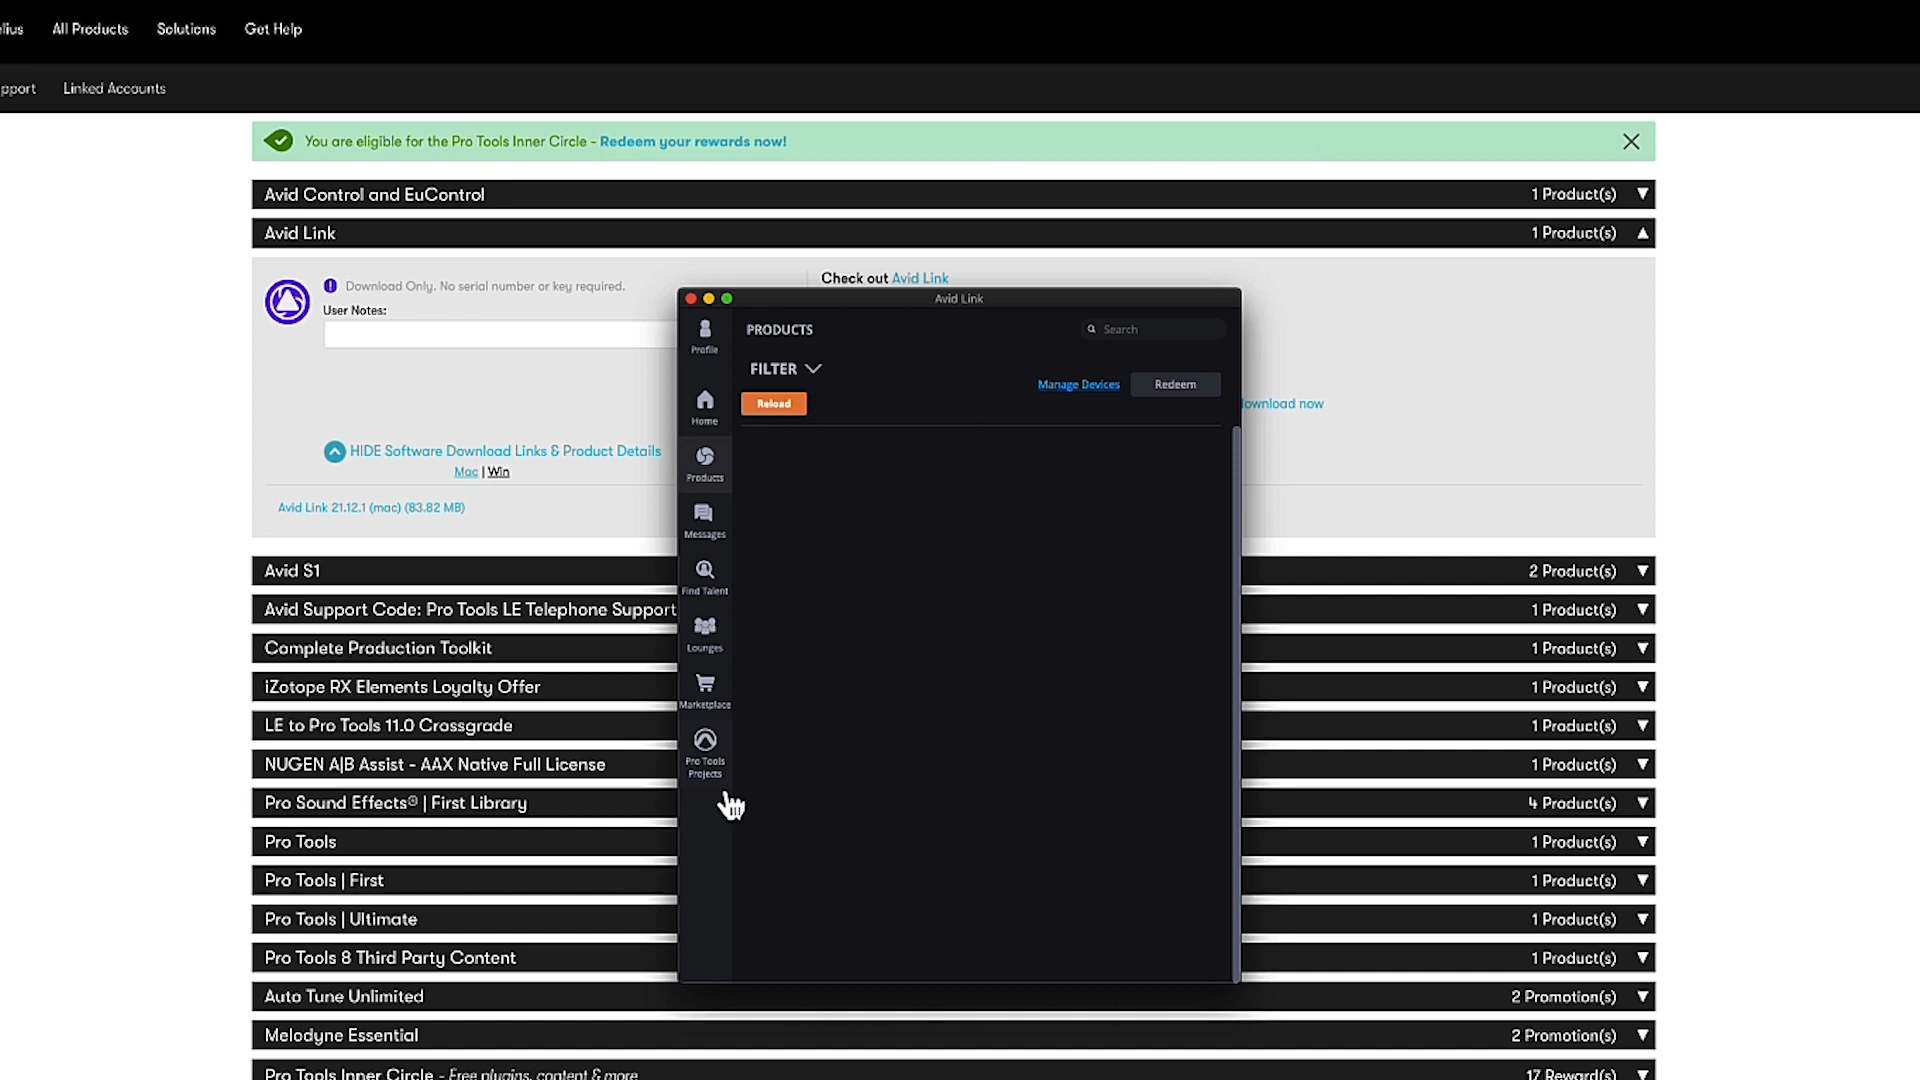 elius All Products Solutions Get Help
pport Linked Accounts
You are eligible for the Pro Tools Inner Circle - Redeem your rewards now!
Avid Control and EuControl 1 Product(s)
Avid Link 1 Product(s)
Download Only. No serial number or key required.
User Notes:
Check out Avid Link
HIDE Software Download Links & Product Details
Mac | Win
Avid Link 21.12.1 (mac) (83.82 MB)
download now
Avid Link
Profile
Home
Products
Messages
Find Talent
Lounges
Marketplace
Pro Tools
Projects
PRODUCTS
Search
FILTER
Manage Devices Redeem
Reload
Avid S1 2 Product(s)
Avid Support Code: Pro Tools LE Telephone Support 1 Product(s)
Complete Production Toolkit 1 Product(s)
iZotope RX Elements Loyalty Offer 1 Product(s)
LE to Pro Tools 11.0 Crossgrade 1 Product(s)
NUGEN A|B Assist - AAX Native Full License 1 Product(s)
Pro Sound Effects® | First Library 4 Product(s)
Pro Tools 1 Product(s)
Pro Tools | First 1 Product(s)
Pro Tools | Ultimate 1 Product(s)
Pro Tools 8 Third Party Content 1 Product(s)
Auto Tune Unlimited 2 Promotion(s)
Melodyne Essential 2 Promotion(s)
Pro Tools Inner Circle - Free plugins, content & more 17 Reward(s)